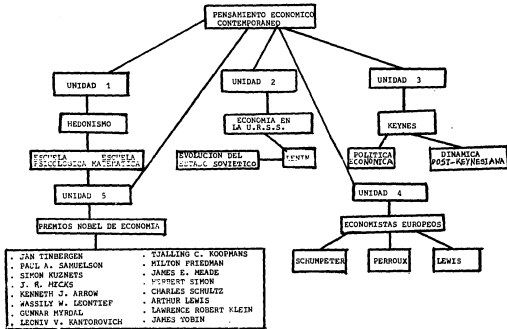 PENSAMIENTO ECONOMICO
CONTEMPORANEO
UNIDAD 1
UNIDAD 2
UNIDAD 3
HEDONISMO
ECONOMIA EN
LA U.R.S.S.
KEYNES
ESCUELA ESCUELA
PSICOLOGICA MATEMATICA
EVOLUCION DEL
ESTADO SOVIETICO
LENIN
POLITICA
ECONOMICA
DINAMICA
POST-KEYNESIANA
UNIDAD 5
UNIDAD 4
PREMIOS NOBEL DE ECONOMIA
ECONOMISTAS EUROPEOS
SCHUMPETER
PERROUX
LEWIS
. JAN TINBERGEN
. PAUL A. SAMUELSON
. SIMON KUZNETS
. J. R. HICKS
. KENNETH J. ARROW
. WASSILY W. LEONTIEF
. GUNNAR MYRDAL
. LEONIV V. KANTOROVICH
. TJALLING C. KOOPMANS
. MILTON FRIEDMAN
. JAMES E. MEADE
. HERBERT SIMON
. CHARLES SCHULTZ
. ARTHUR LEWIS
. LAWRENCE ROBERT KLEIN
. JAMES TOBIN